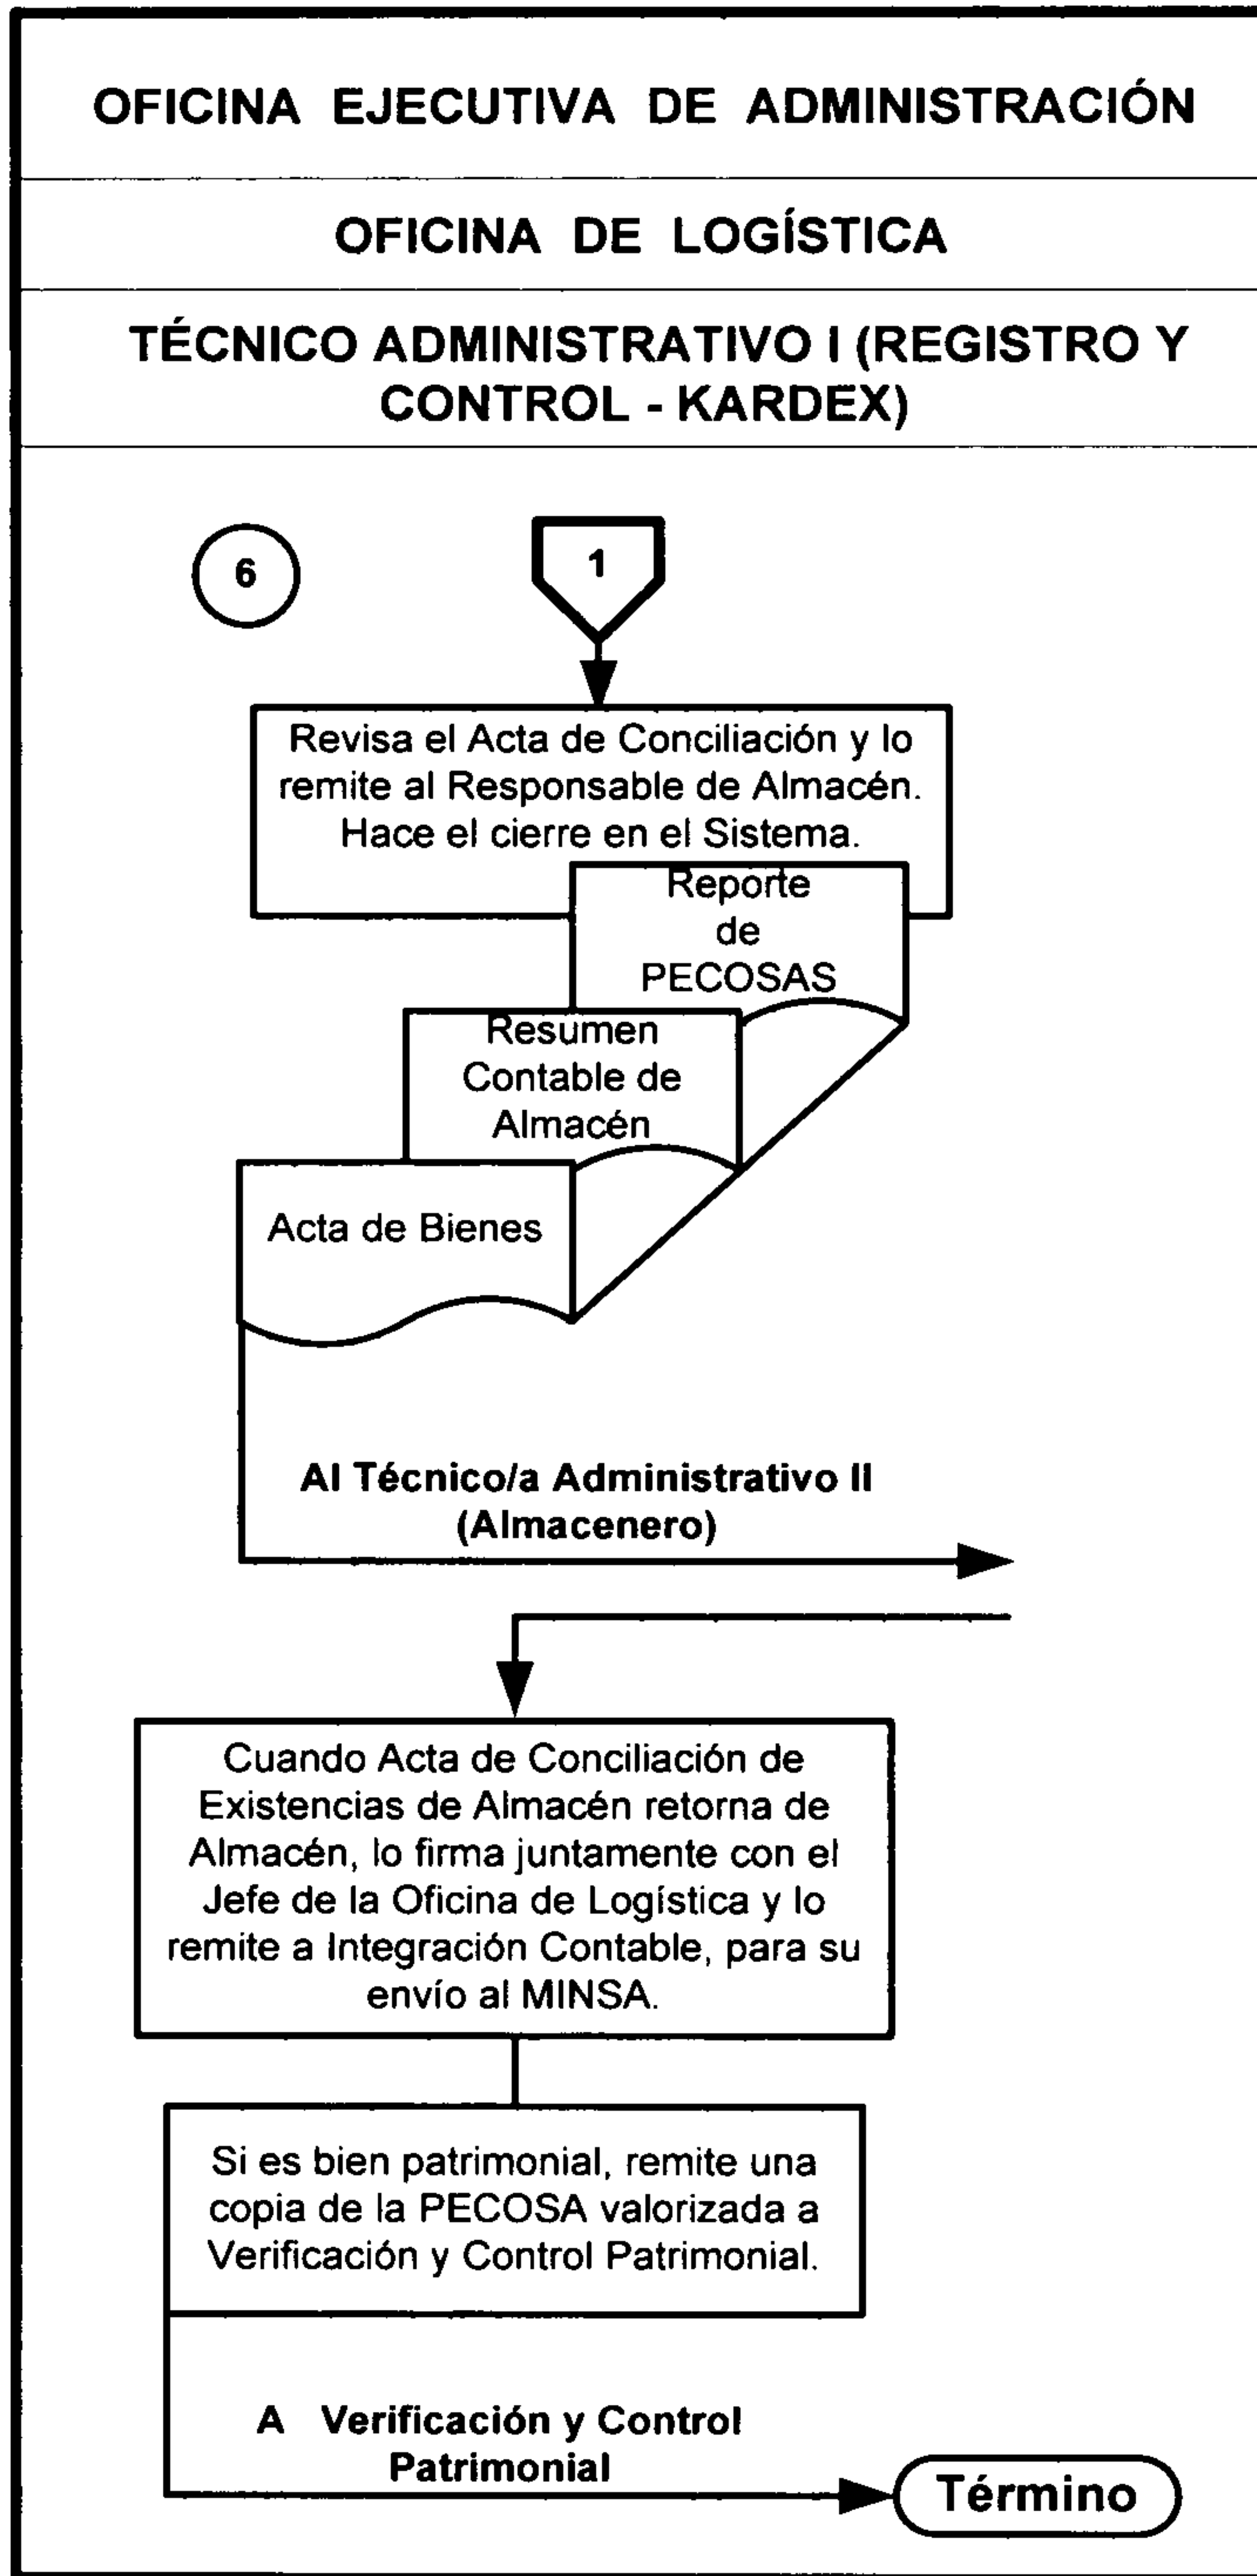 OFICINA EJECUTIVA DE ADMINISTRACIÓN
OFICINA DE LOGÍSTICA
TÉCNICO ADMINISTRATIVO I (REGISTRO Y
CONTROL - KARDEX)
6
1
Revisa el Acta de Conciliación y lo
remite al Responsable de Almacén.
Hace el cierre en el Sistema.
Reporte
de
PECOSAS
Resumen
Contable de
Almacén
Acta de Bienes
Al Técnico/a Administrativo II
(Almacenero)
Cuando Acta de Conciliación de
Existencias de Almacén retorna de
Almacén, lo firma juntamente con el
Jefe de la Oficina de Logística y lo
remite a Integración Contable, para su
envío al MINSA.
Si es bien patrimonial, remite una
copia de la PECOSA valorizada a
Verificación y Control Patrimonial.
A Verificación y Control
Patrimonial
Término